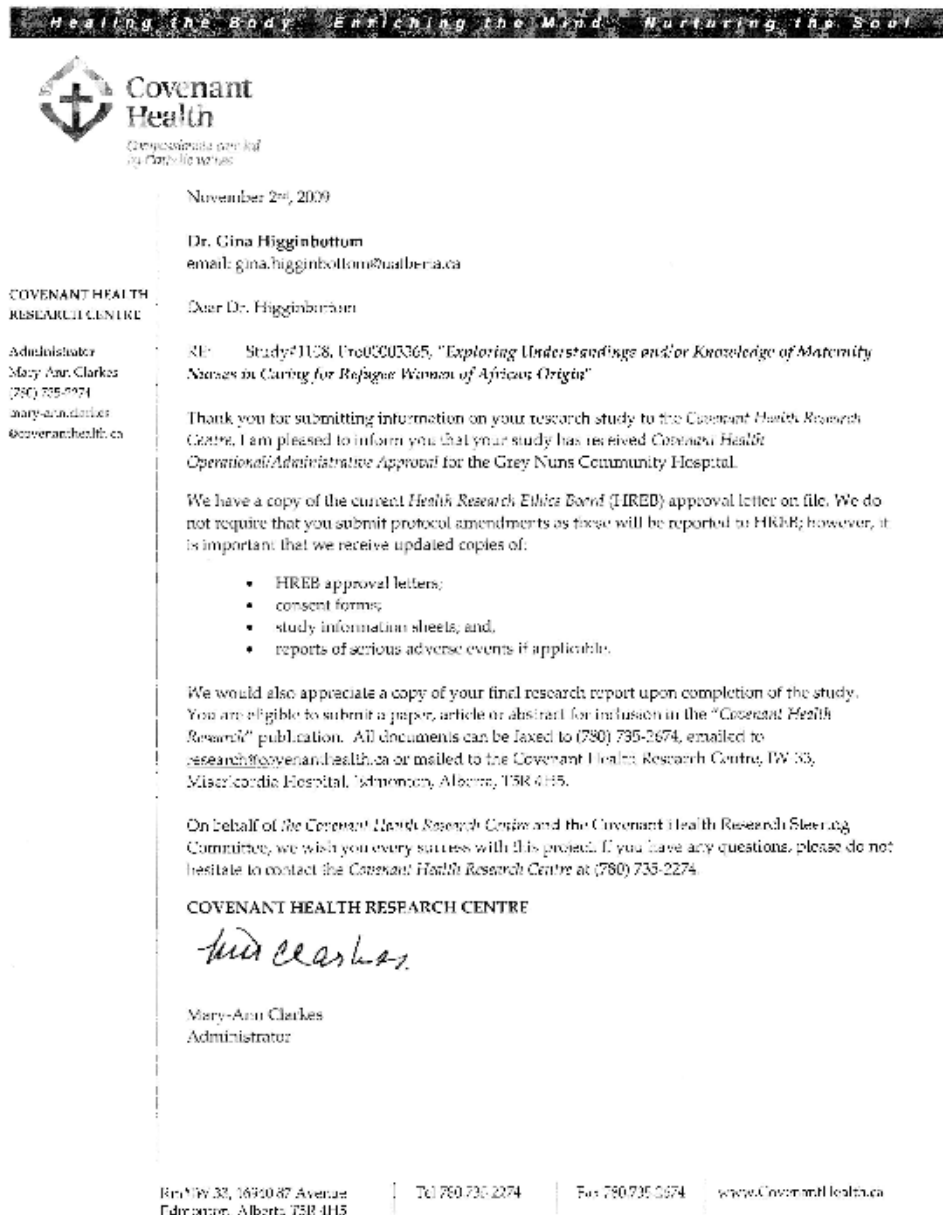 Healing the Body Enriching the Mind Nurturing the Soul
Covenant
Health
Compassionate care led
by Catholic values
November 2nd, 2009
Dr. Gina Higginbottom
email: gina.higginbottom@ualberta.ca
COVENANT HEALTH
RESEARCH CENTRE
Administrator
Mary-Ann Clarkes
(780) 735-2274
mary-ann.clarkes
@covenanthealth.ca
Dear Dr. Higginbottom
RE: "Exploring Understandings and/or Knowledge of Maternity
Nurses in Caring for Refugee Women of African Origin"
Thank you for submitting information on your research study to the Covenant Health Research
Centre. I am pleased to inform you that your study has received Covenant Health
Operational/Administrative Approval for the Grey Nuns Community Hospital.
We have a copy of the current Health Research Ethics Board (HREB) approval letter on file. We do
not require that you submit protocol amendments as these will be reported to HREB; however, it
is important that we receive updated copies of:
• HREB approval letters;
• consent forms;
• study information sheets; and,
• reports of serious adverse events if applicable.
We would also appreciate a copy of your final research report upon completion of the study.
You are eligible to submit a paper, article or abstract for inclusion in the "Covenant Health
Research" publication. All documents can be faxed to (780) 735-2674, emailed to
research@covenanthealth.ca or mailed to the Covenant Health Research Centre, 33,
Misericordia Hospital, Edmonton, Alberta, T5R 4H5.
On behalf of the Covenant Health Research Centre and the Covenant Health Research Steering
Committee, we wish you every success with this project. If you have any questions, please do not
hesitate to contact the Covenant Health Research Centre at (780) 735-2274.
COVENANT HEALTH RESEARCH CENTRE
Mary-Ann Clarkes
Administrator
33, 16940 87 Avenue
Edmonton, Alberta T5R 4H5
Tel 780.735.2274
Fax 780.735.2674
www.CovenantHealth.ca